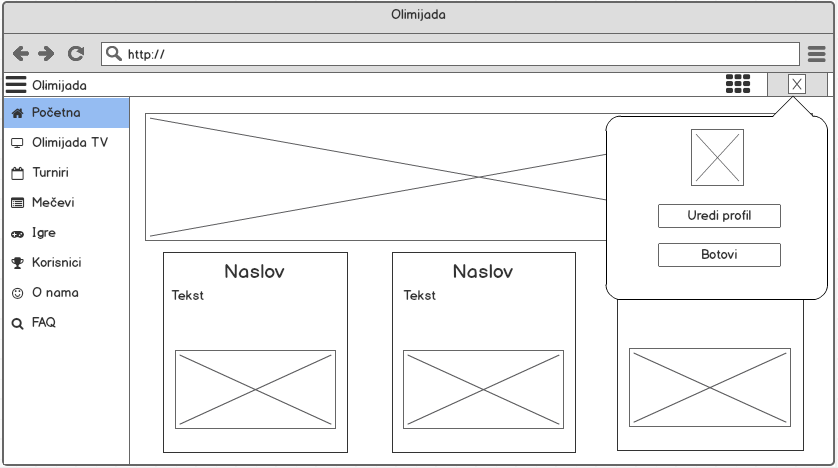 Olimijada
http://
Olimijada
Početna
Olimijada TV
Turniri
Mečevi
Igre
Korisnici
O nama
FAQ
Uredi profil
Botovi
Naslov
Tekst
Naslov
Tekst